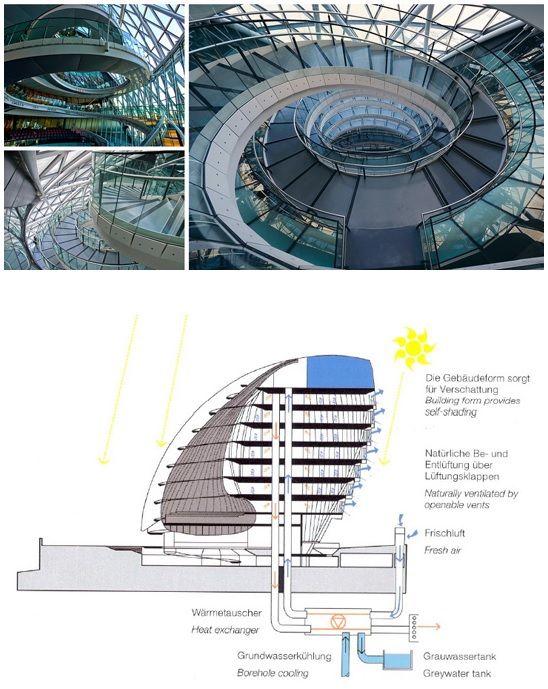 Die Gebäudeform sorgt
für Verschattung
Building form provides
self-shading
Natürliche Be- und
Entlüftung über
Lüftungsklappen
Naturally ventilated by
openable vents
Frischluft
Fresh air
Wärmetauscher
Heat exchanger
Grundwasserkühlung
Borehole cooling
Grauwassertank
Greywater tank